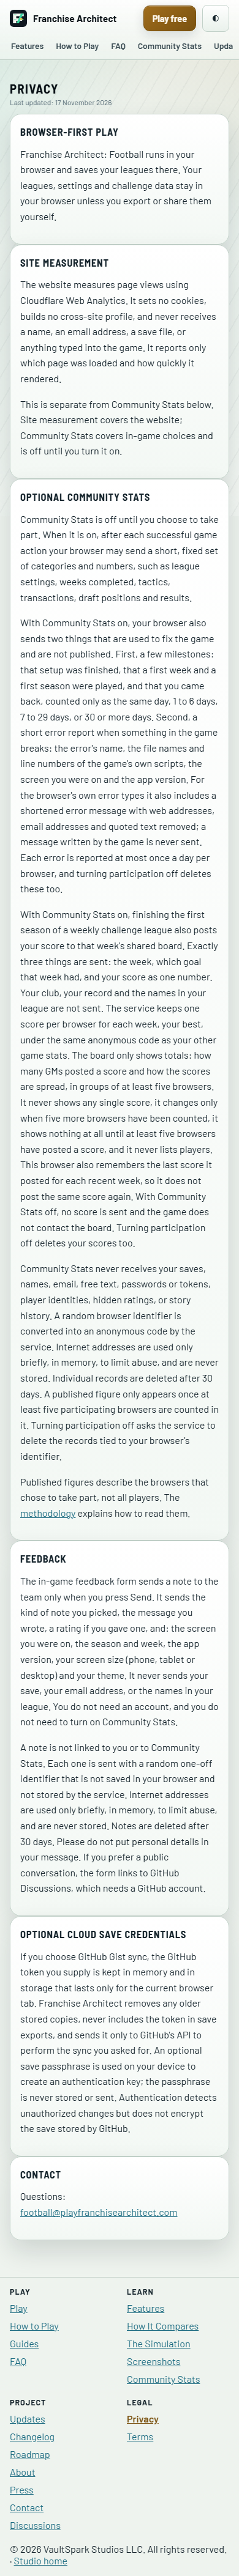 Franchise Architect
Play free
Features How to Play FAQ Community Stats Upda
PRIVACY
Last updated: 17 November 2026
BROWSER-FIRST PLAY
Franchise Architect: Football runs in your
browser and saves your leagues there. Your
leagues, settings and challenge data stay in
your browser unless you export or share them
yourself.
SITE MEASUREMENT
The website measures page views using
Cloudflare Web Analytics. It sets no cookies,
builds no cross-site profile, and never receives
a name, an email address, a save file, or
anything typed into the game. It reports only
which page was loaded and how quickly it
rendered.
This is separate from Community Stats below.
Site measurement covers the website;
Community Stats covers in-game choices and
is off until you turn it on.
OPTIONAL COMMUNITY STATS
Community Stats is off until you choose to take
part. When it is on, after each successful game
action your browser may send a short, fixed set
of categories and numbers, such as league
settings, weeks completed, tactics,
transactions, draft positions and results.
With Community Stats on, your browser also
sends two things that are used to fix the game
and are not published. First, a few milestones:
that setup was finished, that a first week and a
first season were played, and that you came
back, counted only as the same day, 1 to 6 days,
7 to 29 days, or 30 or more days. Second, a
short error report when something in the game
breaks: the error's name, the file names and
line numbers of the game's own scripts, the
screen you were on and the app version. For
the browser's own error types it also includes a
shortened error message with web addresses,
email addresses and quoted text removed; a
message written by the game is never sent.
Each error is reported at most once a day per
browser, and turning participation off deletes
these too.
With Community Stats on, finishing the first
season of a weekly challenge league also posts
your score to that week's shared board. Exactly
three things are sent: the week, which goal
that week had, and your score as one number.
Your club, your record and the names in your
league are not sent. The service keeps one
score per browser for each week, your best,
under the same anonymous code as your other
game stats. The board only shows totals: how
many GMs posted a score and how the scores
are spread, in groups of at least five browsers.
It never shows any single score, it changes only
when five more browsers have been counted, it
shows nothing at all until at least five browsers
have posted a score, and it never lists players.
This browser also remembers the last score it
posted for each recent week, so it does not
post the same score again. With Community
Stats off, no score is sent and the game does
not contact the board. Turning participation
off deletes your scores too.
Community Stats never receives your saves,
names, email, free text, passwords or tokens,
player identities, hidden ratings, or story
history. A random browser identifier is
converted into an anonymous code by the
service. Internet addresses are used only
briefly, in memory, to limit abuse, and are never
stored. Individual records are deleted after 30
days. A published figure only appears once at
least five participating browsers are counted in
it. Turning participation off asks the service to
delete the records tied to your browser's
identifier.
Published figures describe the browsers that
chose to take part, not all players. The
methodology explains how to read them.
FEEDBACK
The in-game feedback form sends a note to the
team only when you press Send. It sends the
kind of note you picked, the message you
wrote, a rating if you gave one, and: the screen
you were on, the season and week, the app
version, your screen size (phone, tablet or
desktop) and your theme. It never sends your
save, your email address, or the names in your
league. You do not need an account, and you do
not need to turn on Community Stats.
A note is not linked to you or to Community
Stats. Each one is sent with a random one-off
identifier that is not saved in your browser and
not stored by the service. Internet addresses
are used only briefly, in memory, to limit abuse,
and are never stored. Notes are deleted after
30 days. Please do not put personal details in
your message. If you prefer a public
conversation, the form links to GitHub
Discussions, which needs a GitHub account.
OPTIONAL CLOUD SAVE CREDENTIALS
If you choose GitHub Gist sync, the GitHub
token you supply is kept in memory and in
storage that lasts only for the current browser
tab. Franchise Architect removes any older
stored copies, never includes the token in save
exports, and sends it only to GitHub's API to
perform the sync you asked for. An optional
save passphrase is used on your device to
create an authentication key; the passphrase
is never stored or sent. Authentication detects
unauthorized changes but does not encrypt
the save stored by GitHub.
CONTACT
Questions:
football@playfranchisearchitect.com
PLAY
Play
How to Play
Guides
FAQ
LEARN
Features
How It Compares
The Simulation
Screenshots
Community Stats
PROJECT
Updates
Changelog
Roadmap
About
Press
Contact
Discussions
LEGAL
Privacy
Terms
© 2026 VaultSpark Studios LLC. All rights reserved.
· Studio home